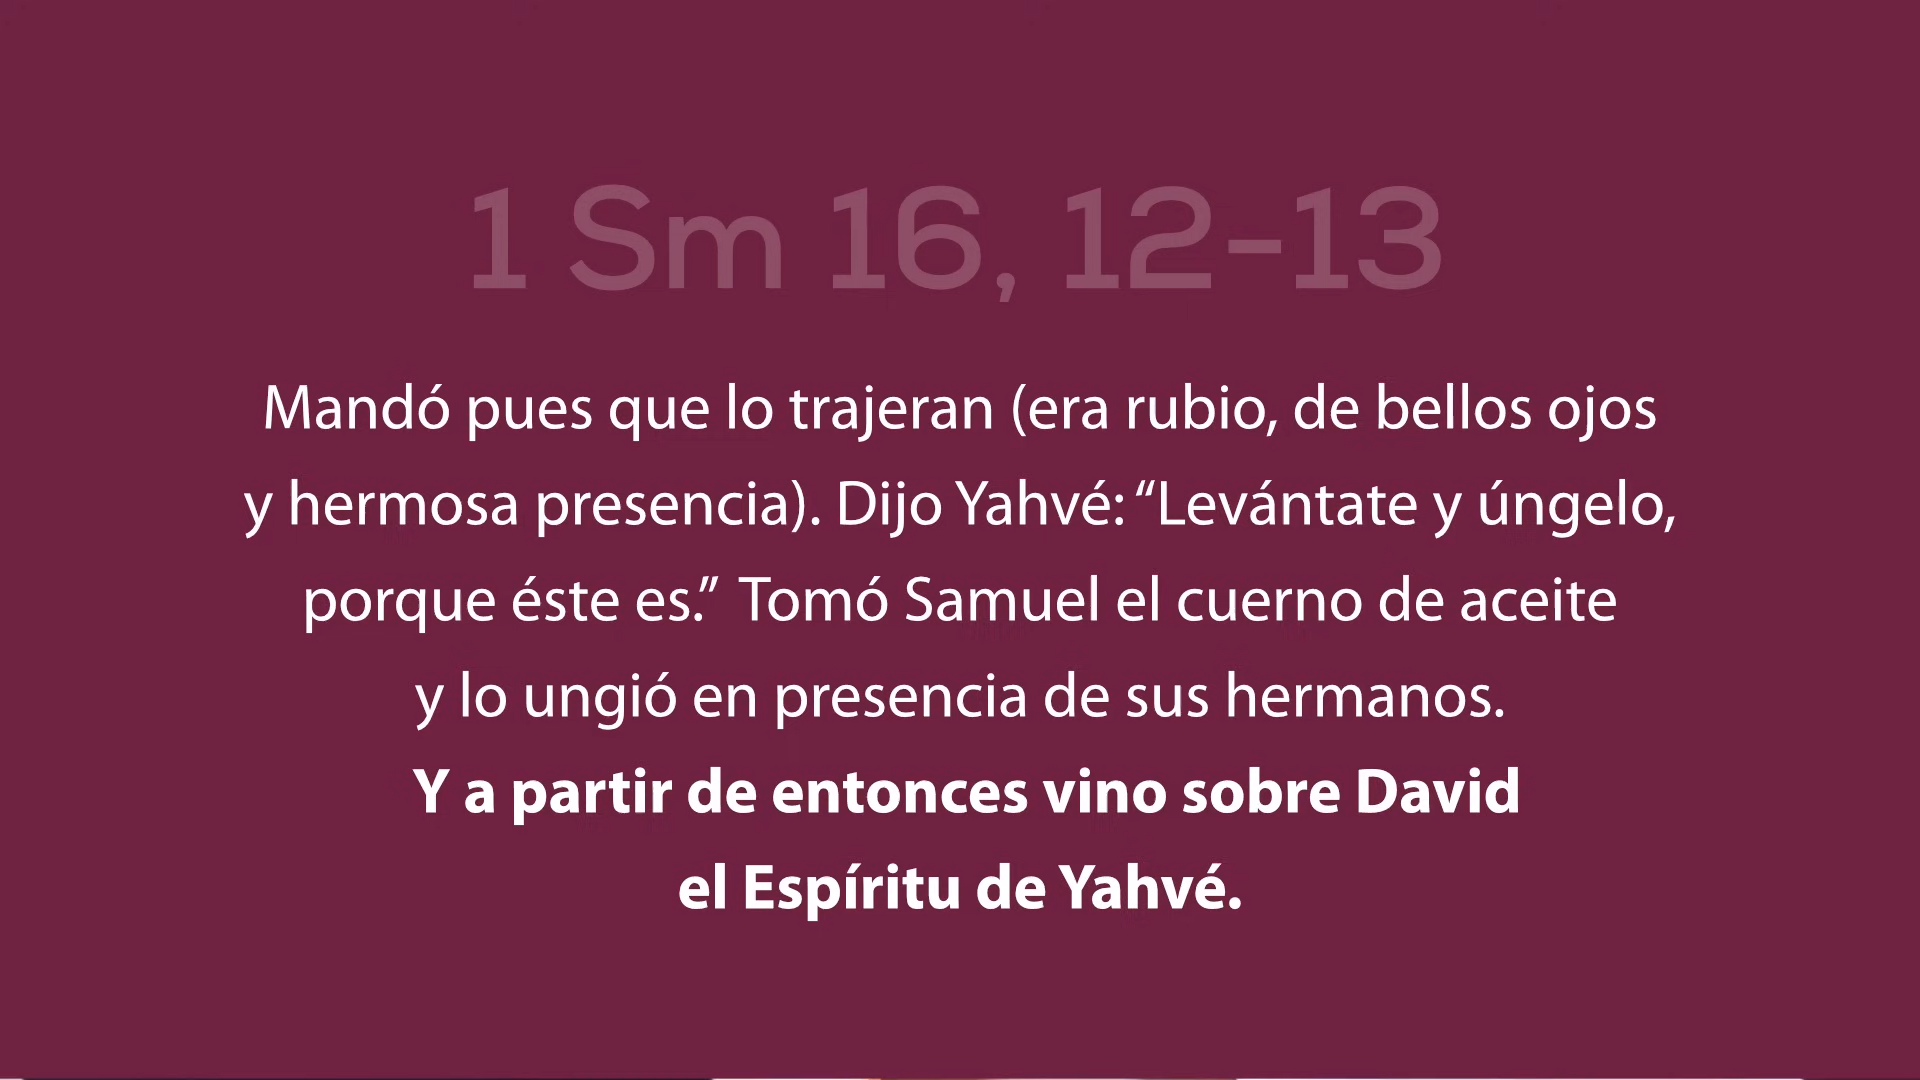 1 Sm 16, 12-13
Mandó pues que lo trajeran (era rubio, de bellos ojos
y hermosa presencia). Dijo Yahvé: “Levántate y úngelo,
porque éste es.” Tomó Samuel el cuerno de aceite
y lo ungió en presencia de sus hermanos.
Y a partir de entonces vino sobre David
el Espíritu de Yahvé.